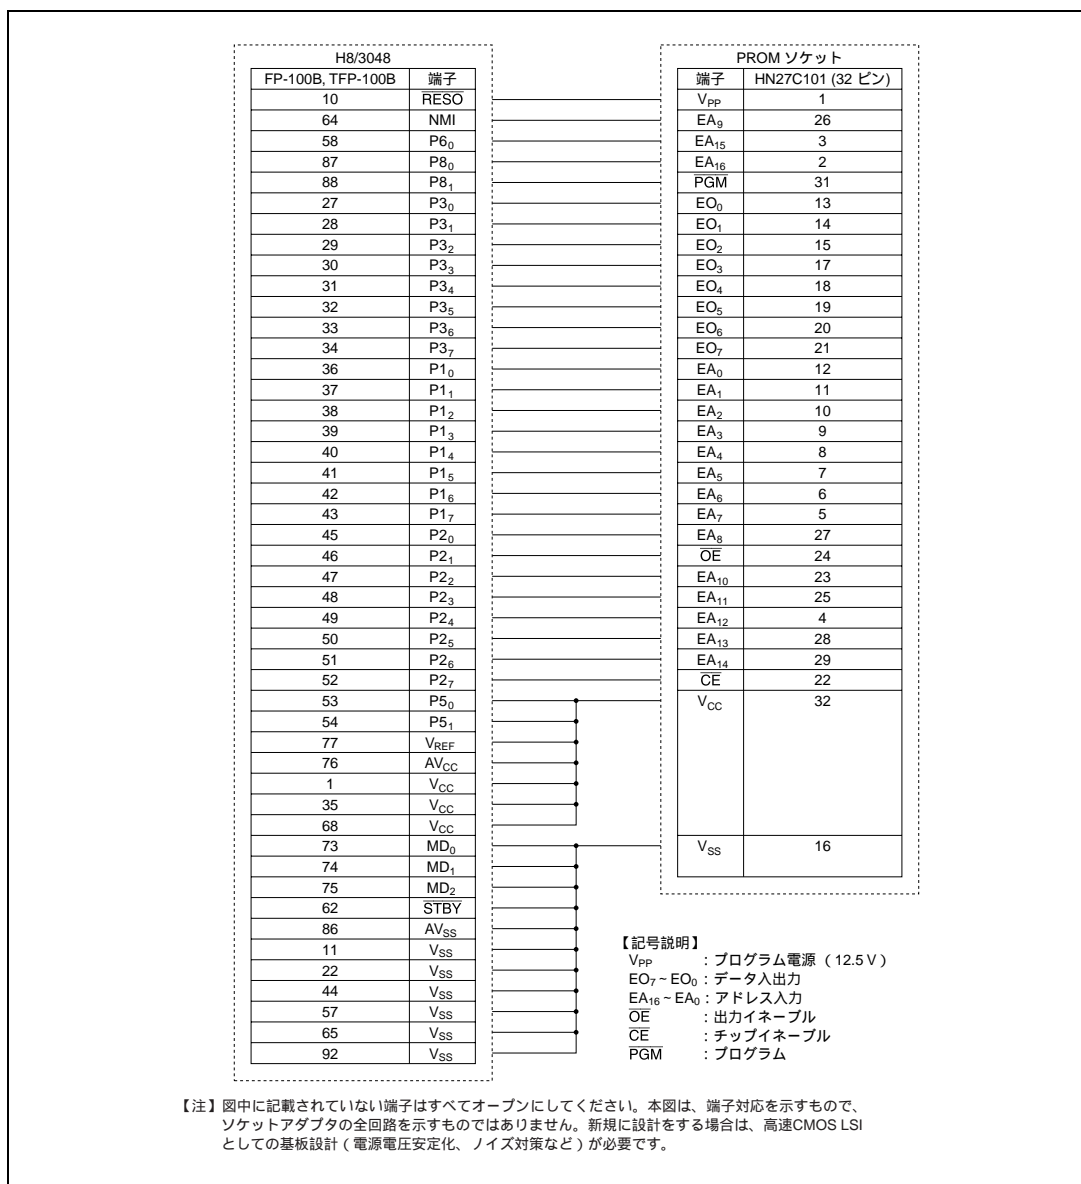 H8/3048 PROM ソケット
FP-100B, TFP-100B 端子 端子 HN27C101 (32 ピン)
10 R̅E̅S̅O̅ V_PP 1
64 NMI EA₉ 26
58 P6₀ EA₁₅ 3
87 P8₀ EA₁₆ 2
88 P8₁ P̅G̅M̅ 31
27 P3₀ EO₀ 13
28 P3₁ EO₁ 14
29 P3₂ EO₂ 15
30 P3₃ EO₃ 17
31 P3₄ EO₄ 18
32 P3₅ EO₅ 19
33 P3₆ EO₆ 20
34 P3₇ EO₇ 21
36 P1₀ EA₀ 12
37 P1₁ EA₁ 11
38 P1₂ EA₂ 10
39 P1₃ EA₃ 9
40 P1₄ EA₄ 8
41 P1₅ EA₅ 7
42 P1₆ EA₆ 6
43 P1₇ EA₇ 5
45 P2₀ EA₈ 27
46 P2₁ O̅E̅ 24
47 P2₂ EA₁₀ 23
48 P2₃ EA₁₁ 25
49 P2₄ EA₁₂ 4
50 P2₅ EA₁₃ 28
51 P2₆ EA₁₄ 29
52 P2₇ C̅E̅ 22
53 P5₀ V_CC 32
54 P5₁
77 V_REF
76 AV_CC
1 V_CC
35 V_CC
68 V_CC
73 MD₀ V_SS 16
74 MD₁
75 MD₂
62 S̅T̅B̅Y̅
86 AV_SS
11 V_SS
22 V_SS
44 V_SS
57 V_SS
65 V_SS
92 V_SS
【記号説明】
V_PP ：プログラム電源（12.5 V）
EO₇～EO₀：データ入出力
EA₁₆～EA₀：アドレス入力
O̅E̅ ：出力イネーブル
C̅E̅ ：チップイネーブル
P̅G̅M̅ ：プログラム
【注】図中に記載されていない端子はすべてオープンにしてください。本図は、端子対応を示すもので、
ソケットアダプタの全回路を示すものではありません。新規に設計をする場合は、高速CMOS LSI
としての基板設計（電源電圧安定化、ノイズ対策など）が必要です。